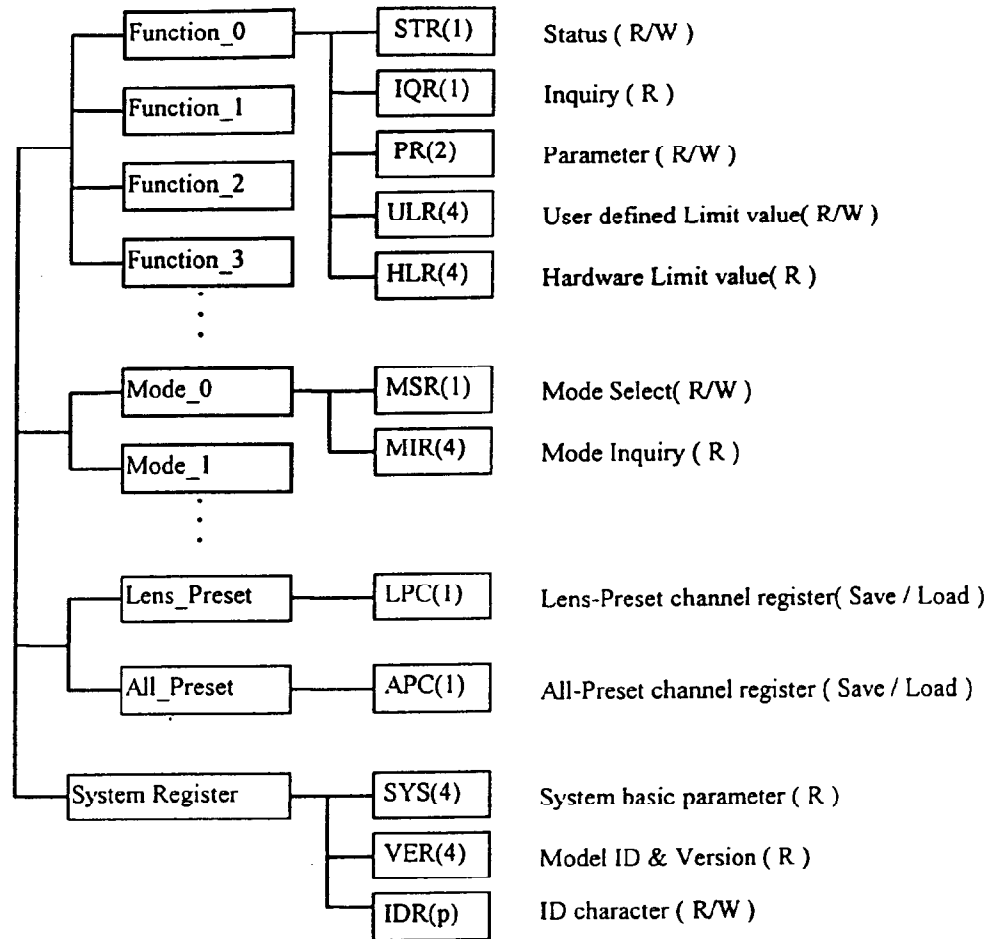 Function_0 STR(1) Status ( R/W )
IQR(1) Inquiry ( R )
Function_1
PR(2) Parameter ( R/W )
Function_2
ULR(4) User defined Limit value( R/W )
Function_3
HLR(4) Hardware Limit value( R )
Mode_0 MSR(1) Mode Select( R/W )
MIR(4) Mode Inquiry ( R )
Mode_1
Lens_Preset LPC(1) Lens-Preset channel register( Save / Load )
All_Preset APC(1) All-Preset channel register ( Save / Load )
System Register SYS(4) System basic parameter ( R )
VER(4) Model ID & Version ( R )
IDR(p) ID character ( R/W )